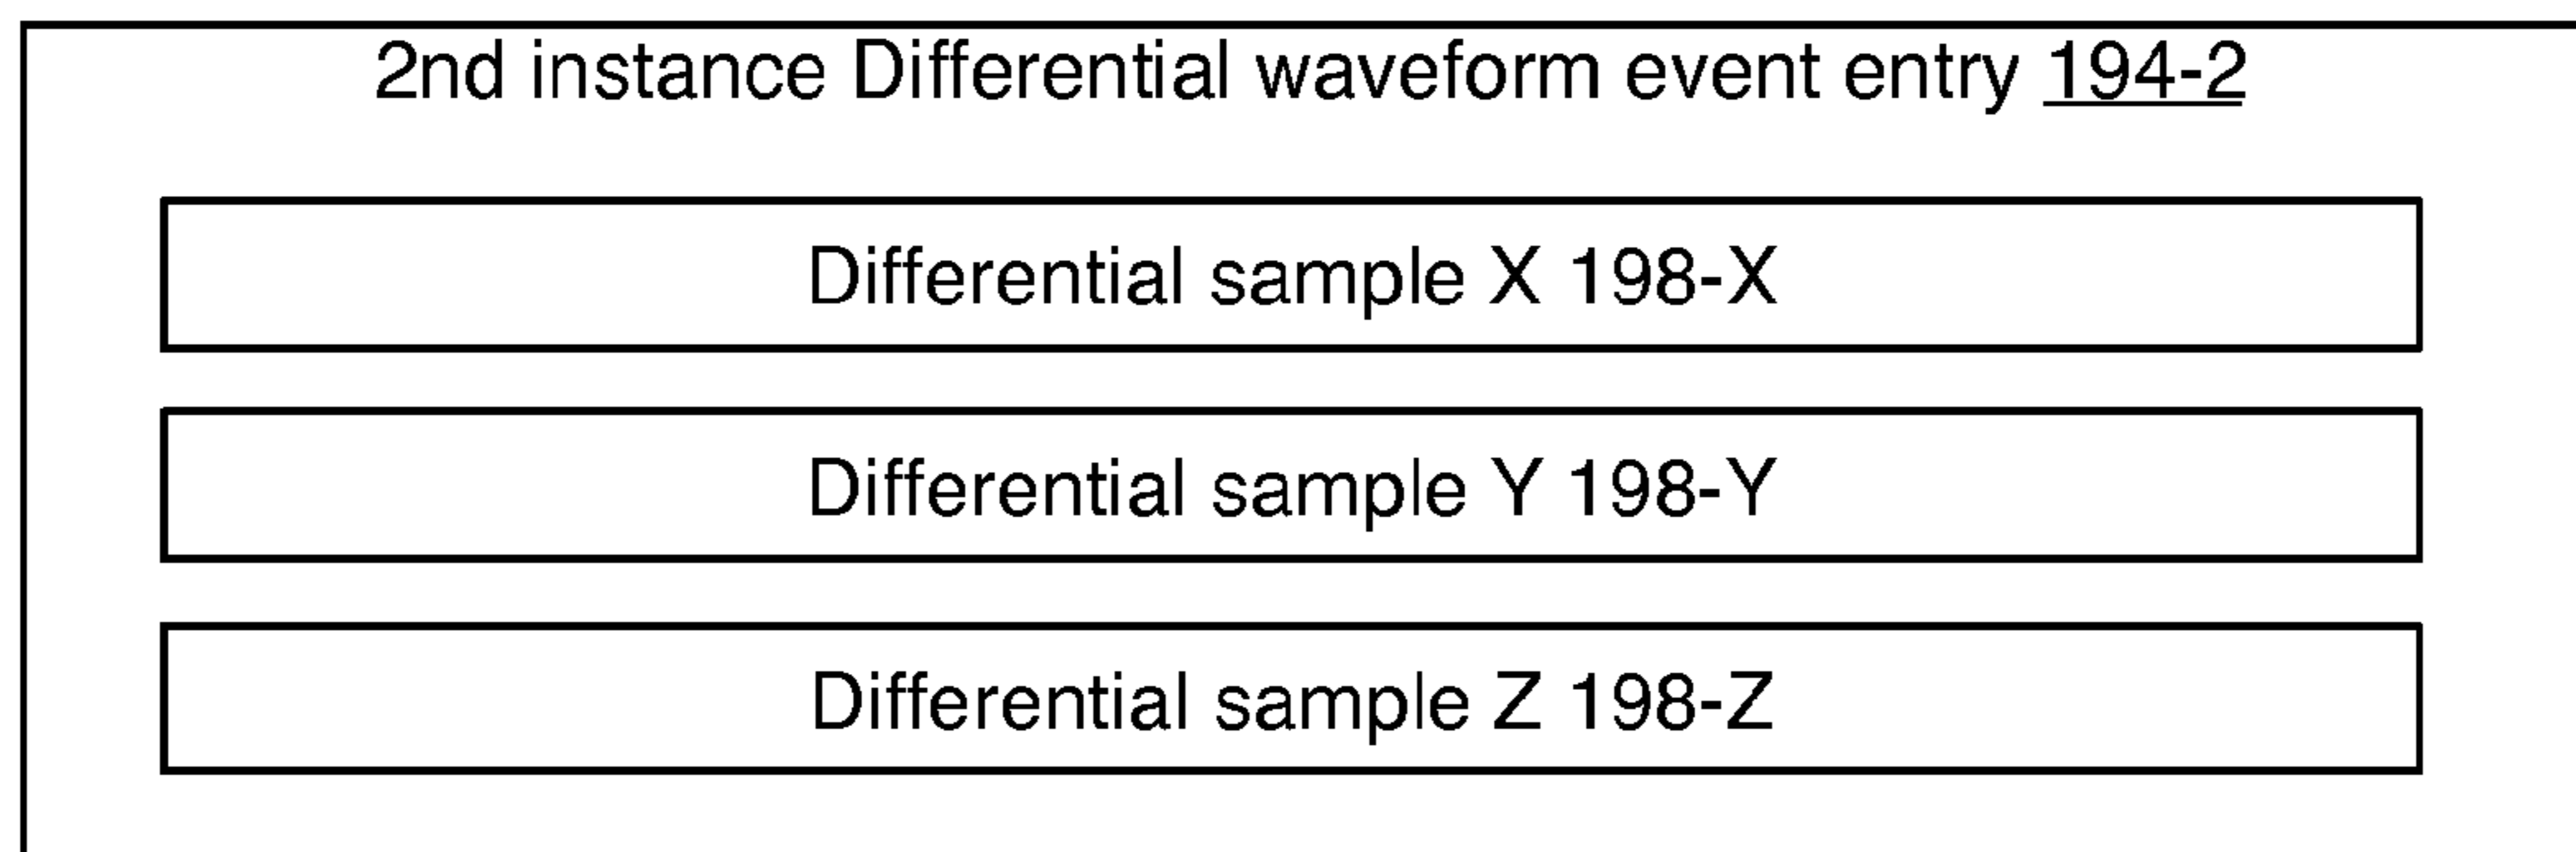 2nd instance Differential waveform event entry 194-2
Differential sample X 198-X
Differential sample Y 198-Y
Differential sample Z 198-Z